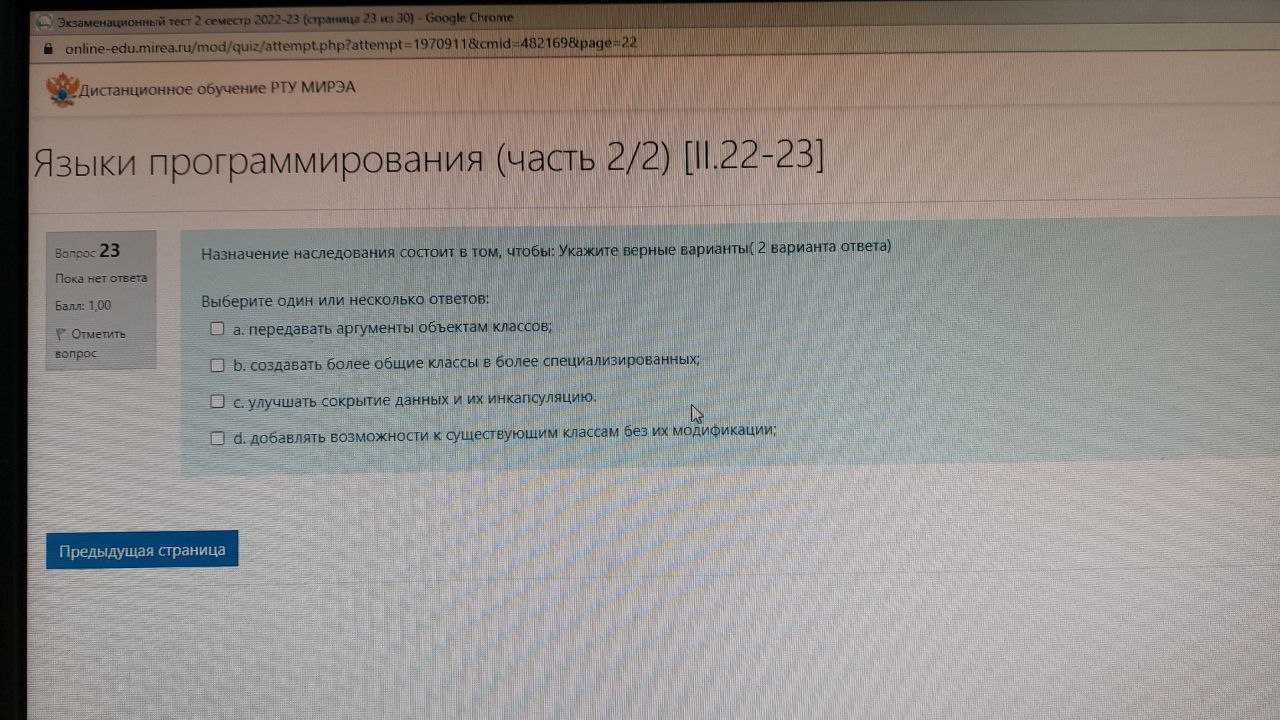 Экзаменационный тест 2 семестр 2022-23 (страница 23 из 30) - Google Chrome
online-edu.mirea.ru/mod/quiz/attempt.php?attempt=1970911&cmid=482169&page=22
Дистанционное обучение РТУ МИРЭА
Языки программирования (часть 2/2) [II.22-23]
Вопрос 23
Пока нет ответа
Балл: 1,00
Отметить
вопрос
Назначение наследования состоит в том, чтобы: Укажите верные варианты( 2 варианта ответа)
Выберите один или несколько ответов:
a. передавать аргументы объектам классов;
b. создавать более общие классы в более специализированных;
c. улучшать сокрытие данных и их инкапсуляцию.
d. добавлять возможности к существующим классам без их модификации;
Предыдущая страница